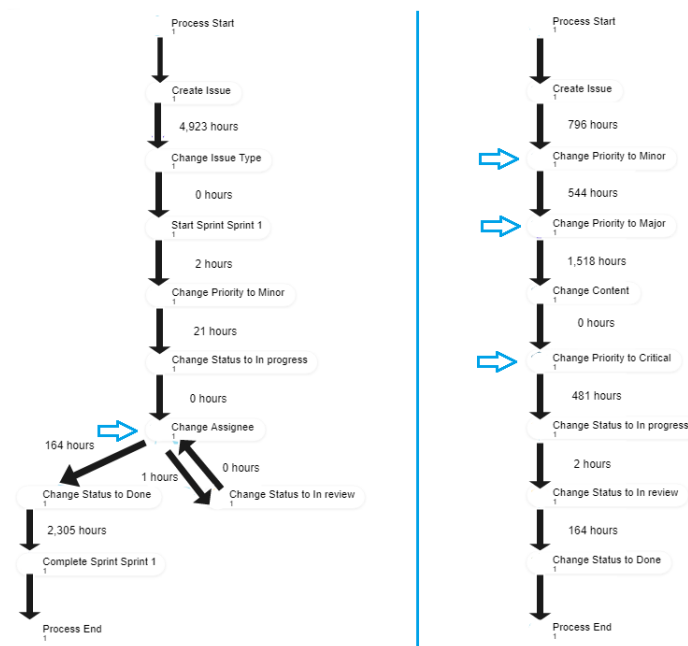 Process Start
1
Create Issue
1
4,923 hours
Change Issue Type
1
0 hours
Start Sprint Sprint 1
1
2 hours
Change Priority to Minor
1
21 hours
Change Status to In progress
1
0 hours
Change Assignee
1
164 hours
1 hours
0 hours
Change Status to Done
1
Change Status to In review
1
2,305 hours
Complete Sprint Sprint 1
1
Process End
1
Process Start
1
Create Issue
1
796 hours
Change Priority to Minor
1
544 hours
Change Priority to Major
1
1,518 hours
Change Content
1
0 hours
Change Priority to Critical
1
481 hours
Change Status to In progress
1
2 hours
Change Status to In review
1
164 hours
Change Status to Done
1
Process End
1